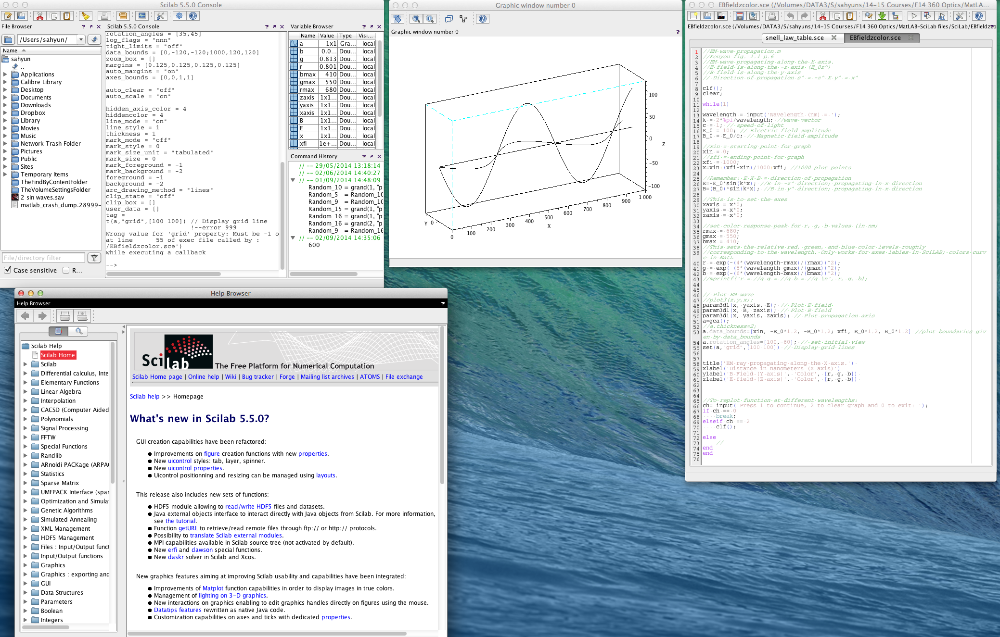 Scilab 5.5.0 Console
File Browser
? ↗ ✕
/Users/sahyun/
Name
sahyun
..
Applications
Calibre Library
Desktop
Documents
Downloads
Dropbox
Library
Movies
Music
Network Trash Folder
Pictures
Public
Sites
Temporary Items
TheFindByContentFolder
TheVolumeSettingsFolder
2 sin waves.sav
matlab_crash_dump.28999-
File/directory filter
Case sensitive
R...
Scilab 5.5.0 Console
rotation_angles = [35,45]
log_flags = "nnn"
tight_limits = "off"
data_bounds = [0,-120,-120;1000,120,120]
zoom_box = []
margins = [0.125,0.125,0.125,0.125]
auto_margins = "on"
axes_bounds = [0,0,1,1]
auto_clear = "off"
auto_scale = "on"
hidden_axis_color = 4
hiddencolor = 4
line_mode = "on"
line_style = 1
thickness = 1
mark_mode = "off"
mark_style = 0
mark_size_unit = "tabulated"
mark_size = 0
mark_foreground = -1
mark_background = -2
foreground = -1
background = -2
arc_drawing_method = "lines"
clip_state = "off"
clip_box = []
user_data = []
tag =
t(a,"grid",[100 100]) // Display grid line
!--error 999
Wrong value for 'grid' property: Must be -1 o
at line      55 of exec file called by :
/EBfieldzcolor.sce')
while executing a callback
-->
Variable Browser
Name Value Type Visi...
a 1x1 Gra... local
b 0.0... Dou... local
g 0.813 Dou... local
r 0.801 Dou... local
bmax 410 Dou... local
gmax 550 Dou... local
rmax 680 Dou... local
zaxis 1x1... Dou... local
yaxis 1x1... Dou... local
xaxis 1x1... Dou... local
B 1x1... Dou... local
E 1x1... Dou... local
x 1x1... Dou... local
xfi 1e+... Dou... local
Command History
// -- 29/05/2014 13:18:14
// -- 02/06/2014 14:40:27
// -- 01/09/2014 14:48:09
Random_10 = grand(1, "p
Random_5  = Random_10
Random_9  = Random_10
Random_15 = grand(1, "p
Random_16 = grand(1, "p
Random_16 = grand(2, "p
Random_9  = Random_16
// -- 02/09/2014 14:35:06
600
Graphic window number 0
Graphic window number 0
?
100
50
0
-50
-100
Z
Y 0
0
100
200
300
400
500
600
700
800
900
1 000
X
EBfieldzcolor.sce (/Volumes/DATA3/S/sahyuns/14-15 Courses/F14 360 Optics/MatLA...
EBfieldzcolor.sce (/Volumes/DATA3/S/sahyuns/14-15 Courses/F14 360 Optics/MatLAB-SciLab files/SciLab/EBfieldzco
snell_law_table.sce
EBfieldzcolor.sce
1 //EM wave propagation.m
2 //Kenyon fig. 1.1 p.6
3 //EM wave propagating along the X axis.
4 //E field is along the -z axis (E_0z^)
5 //B field is along the y axis
6 // Direction of propagation s^ = -z^ X y^ = x^
7
8 clf();
9 clear;
10
11 while(1)
12
13 wavelength = input('Wavelength (nm) = ');
14 k = 2*%pi/wavelength; //wave vector
15 c = 1; // speed of light
16 E_0 = 100; // Electric field amplitude
17 B_0 = E_0/c; // Magnetic field amplitude
18
19 //xin = starting point for graph
20 xin = 0;
21 //zfi = ending point for graph
22 xfi = 1000;
23 x=xin:(xfi-xin)/1000:xfi; //1000 plot points
24
25 //Remember: E X B = direction of propagation
26 E=-E_0*sin(k*x); //E in -z^ direction; propagating in x direction
27 B=(B_0)*sin(k*x); //B in y^ direction; propagating in x direction
28
29 //This is to set the axes
30 xaxis = x*0;
31 yaxis = x*0;
32 zaxis = x*0;
33
34 //set color response peak for r, g, b values (in nm)
35 rmax = 680;
36 gmax = 550;
37 bmax = 410;
38 //This sets the relative red, green, and blue color levels roughly
39 //corresponding to the wavelength. Only works for axes lables in SciLAB; colors curv
e in MatL
40 r = exp(-(4*(wavelength-rmax)/(rmax))^2);
41 g = exp(-(5*(wavelength-gmax)/(gmax))^2);
42 b = exp(-(6*(wavelength-bmax)/(bmax))^2);
43 //mprintf('r = //g g = //g b = //g \n', r, g, b);
44
45
46 // Plot EM wave
47 //plot3(z,y,x);
48 param3d1(x, yaxis, E); // Plot E field
49 param3d1(x, B, zaxis); // Plot B field
50 param3d1(x, yaxis, zaxis); // Plot propagation axis
51 a=gca();
52 //a.thickness=2;
53 a.data_bounds=[xin, -E_0*1.2, -B_0*1.2; xfi, E_0*1.2, B_0*1.2] //plot boundaries giv
en by data_bounds
54 a.rotation_angles=[100,-60]; // set initial view
55 set(a,"grid",[100 100]) // Display grid lines
56
57
58 title('EM ray propagating along the X-axis.')
59 xlabel('Distance in nanometers (X-axis)')
60 ylabel('B Field (Y-axis)', 'Color', [r, g, b])
61 zlabel('E field (Z-axis)', 'Color', [r, g, b])
62
63
64
65 //To replot function at different wavelengths:
66 ch= input('Press 1 to continue, 2 to clear graph and 0 to exit: ');
67 if ch == 0
68     break;
69 elseif ch == 2
70     clf();
71
72 else
73     //
74 end
75 end
76
Help Browser
Help Browser
?
Scilab Help
Scilab Home
Scilab
Differential calculus, Inte
Elementary Functions
Linear Algebra
Interpolation
CACSD (Computer Aided
Polynomials
Signal Processing
FFTW
Special Functions
Randlib
ARnoldi PACKage (ARPA
Statistics
Sparse Matrix
UMFPACK Interface (spar
Optimization and Simula
Genetic Algorithms
Simulated Annealing
XML Management
HDF5 Management
Files : Input/Output funct
Input/Output functions
Graphics
Graphics : exporting and
GUI
Data Structures
Parameters
Boolean
Integers
Scilab The Free Platform for Numerical Computation
Scilab Home page | Online help | Wiki | Bug tracker | Forge | Mailing list archives | ATOMS | File exchange
Scilab help >> Homepage
What's new in Scilab 5.5.0?
GUI creation capabilities have been refactored:
Improvements on figure creation functions with new properties.
New uicontrol styles: tab, layer, spinner.
New uicontrol properties.
Uicontrol positionning and resizing can be managed using layouts.
This release also includes new sets of functions:
HDF5 module allowing to read/write HDF5 files and datasets.
Java external objects interface to interact directly with Java objects from Scilab. For more information,
see the tutorial.
Function getURL to retrieve/read remote files through ftp:// or http:// protocols.
Possibility to translate Scilab external modules.
MPI capabilities available in Scilab source tree (not activated by default).
New erfi and dawson special functions.
New daskr solver in Scilab and Xcos.
New graphics features aiming at improving Scilab usability and capabilities have been integrated:
Improvements of Matplot function capabilities in order to display images in true colors.
Management of lighting on 3-D graphics.
New interactions on graphics enabling to edit graphics handles directly on figures using the mouse.
Datatips features rewritten as native Java code.
Customization capabilities on axes and ticks with dedicated properties.